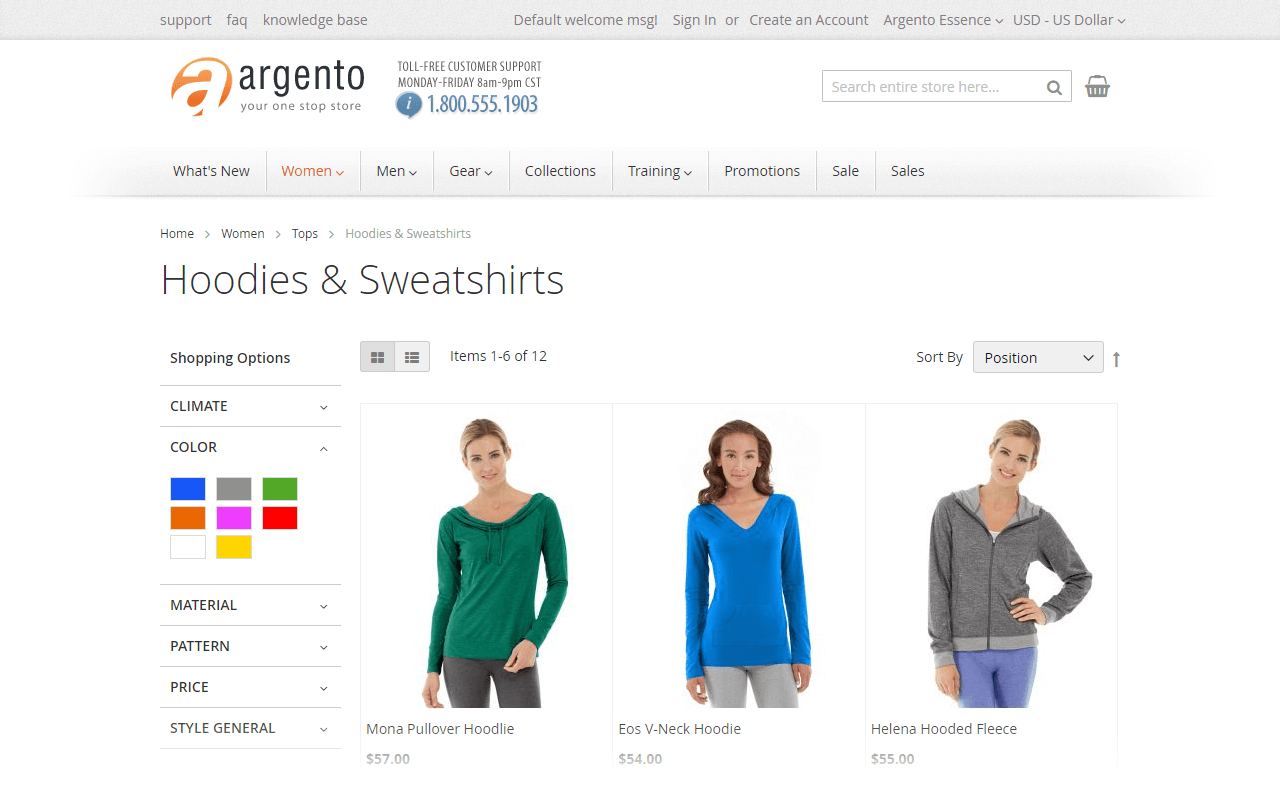 support faq knowledge base Default welcome msg! Sign In or Create an Account Argento Essence USD - US Dollar
argento
your one stop store
TOLL-FREE CUSTOMER SUPPORT
MONDAY-FRIDAY 8am-9pm CST
i 1.800.555.1903
Search entire store here...
What's New Women Men Gear Collections Training Promotions Sale Sales
Home Women Tops Hoodies & Sweatshirts
Hoodies & Sweatshirts
Shopping Options
CLIMATE
COLOR
MATERIAL
PATTERN
PRICE
STYLE GENERAL
Items 1-6 of 12
Sort By Position
Mona Pullover Hoodlie
$57.00
Eos V-Neck Hoodie
$54.00
Helena Hooded Fleece
$55.00